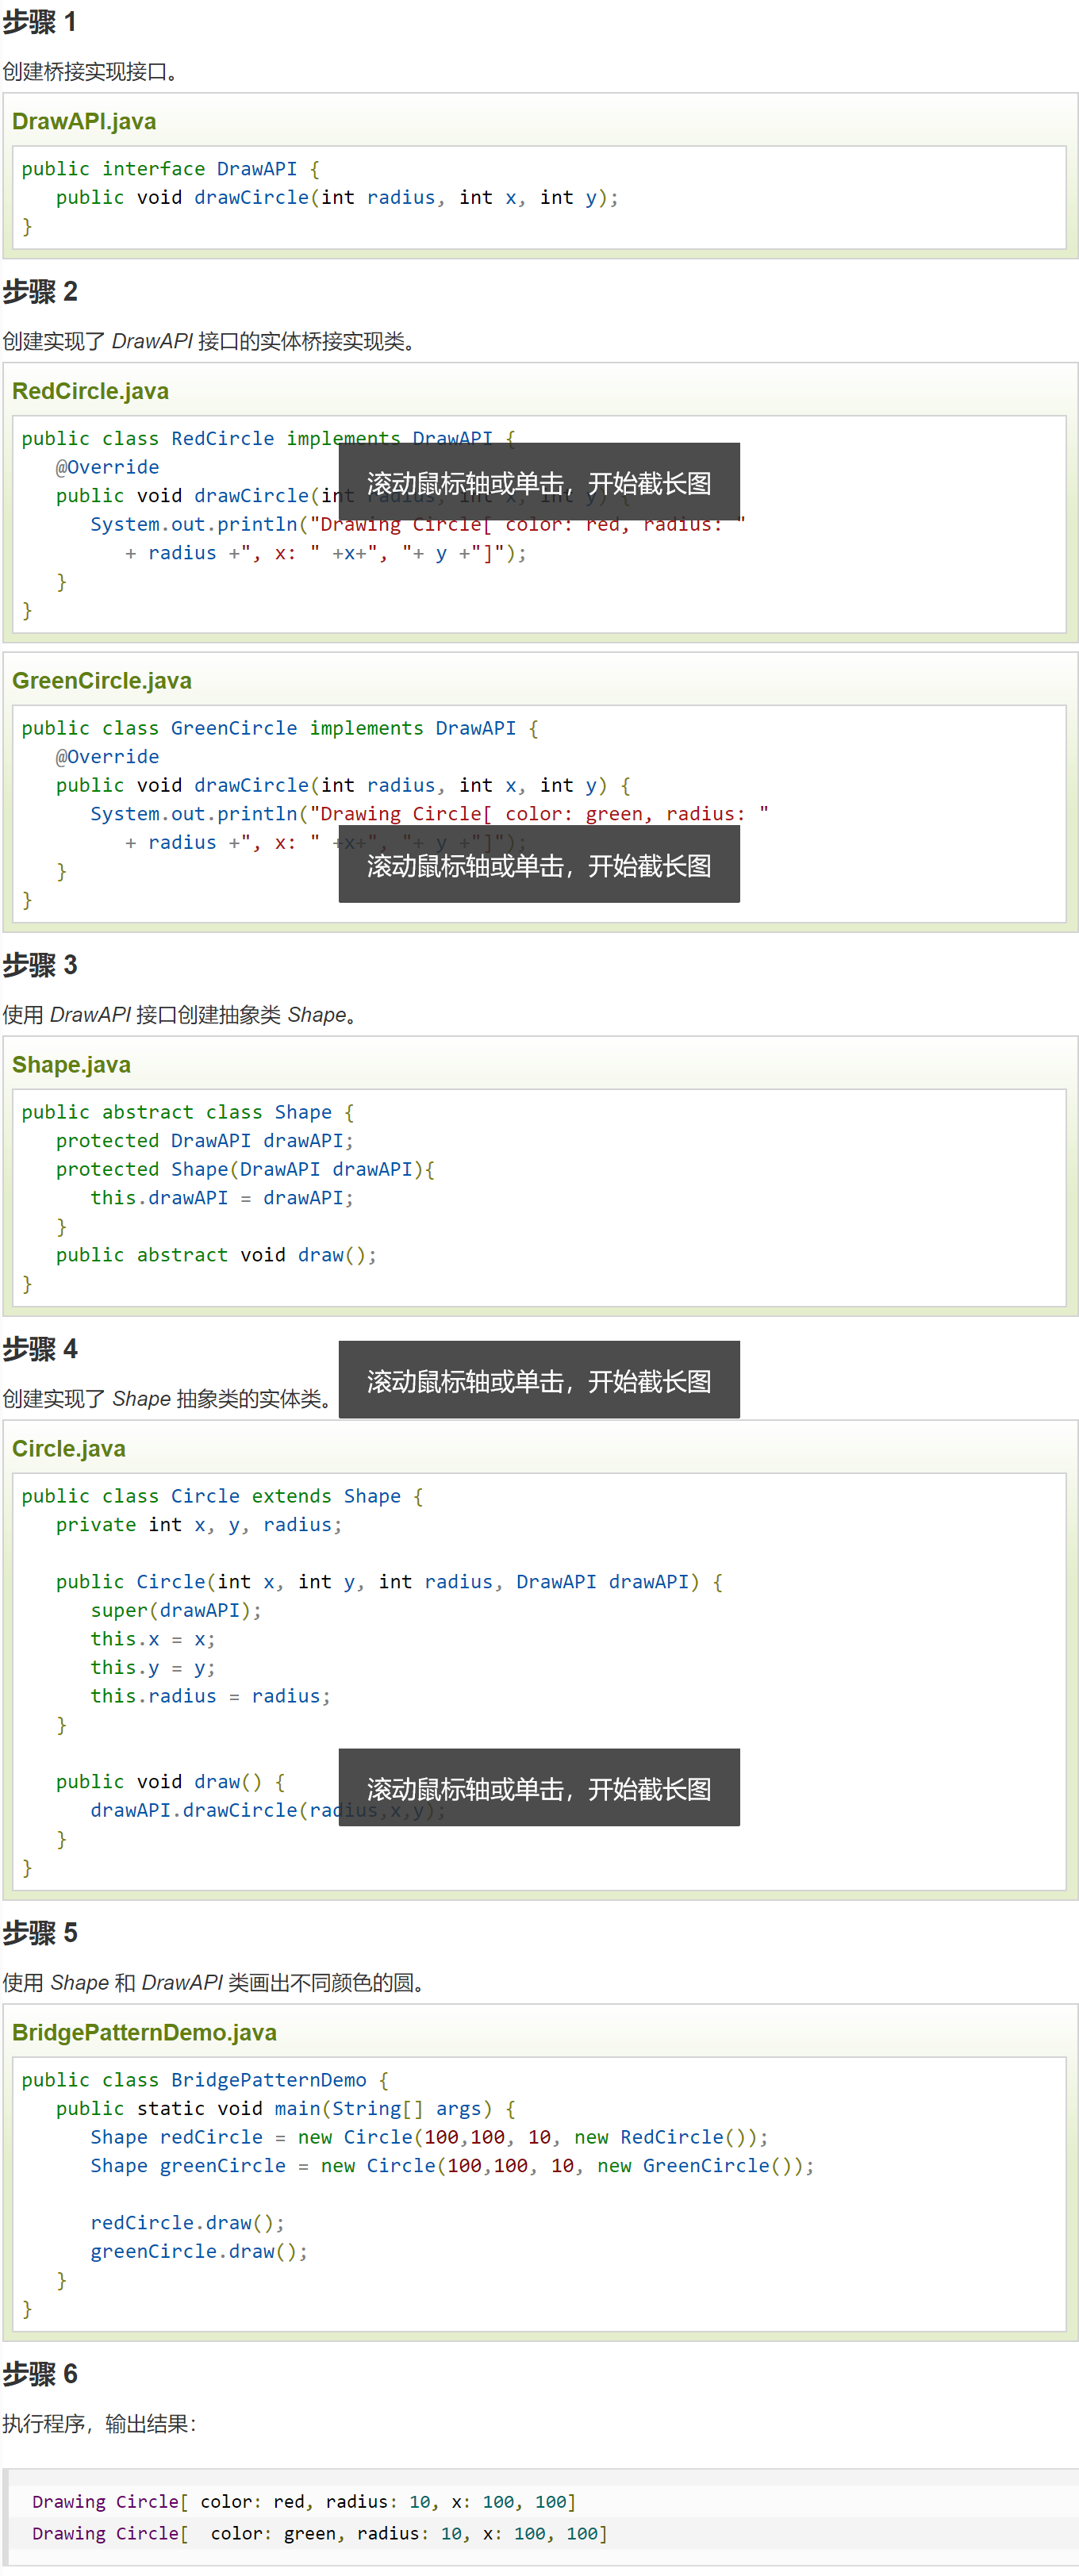 步骤 1
创建桥接实现接口。
DrawAPI.java
public interface DrawAPI {
   public void drawCircle(int radius, int x, int y);
}
步骤 2
创建实现了 DrawAPI 接口的实体桥接实现类。
RedCircle.java
public class RedCircle implements DrawAPI {
   @Override
   public void drawCircle(int radius, int x, int y) {
滚动鼠标轴或单击，开始截长图
      System.out.println("Drawing Circle[ color: red, radius: "
         + radius +", x: " +x+", "+ y +"]");
   }
}
GreenCircle.java
public class GreenCircle implements DrawAPI {
   @Override
   public void drawCircle(int radius, int x, int y) {
      System.out.println("Drawing Circle[ color: green, radius: "
         + radius +", x: " +x+", "+ y +"]");
滚动鼠标轴或单击，开始截长图
   }
}
步骤 3
使用 DrawAPI 接口创建抽象类 Shape。
Shape.java
public abstract class Shape {
   protected DrawAPI drawAPI;
   protected Shape(DrawAPI drawAPI){
      this.drawAPI = drawAPI;
   }
   public abstract void draw();
}
步骤 4
滚动鼠标轴或单击，开始截长图
创建实现了 Shape 抽象类的实体类。
Circle.java
public class Circle extends Shape {
   private int x, y, radius;
   public Circle(int x, int y, int radius, DrawAPI drawAPI) {
      super(drawAPI);
      this.x = x;
      this.y = y;
      this.radius = radius;
   }
   public void draw() {
滚动鼠标轴或单击，开始截长图
      drawAPI.drawCircle(radius,x,y);
   }
}
步骤 5
使用 Shape 和 DrawAPI 类画出不同颜色的圆。
BridgePatternDemo.java
public class BridgePatternDemo {
   public static void main(String[] args) {
      Shape redCircle = new Circle(100,100, 10, new RedCircle());
      Shape greenCircle = new Circle(100,100, 10, new GreenCircle());
      redCircle.draw();
      greenCircle.draw();
   }
}
步骤 6
执行程序，输出结果：
Drawing Circle[ color: red, radius: 10, x: 100, 100]
Drawing Circle[  color: green, radius: 10, x: 100, 100]